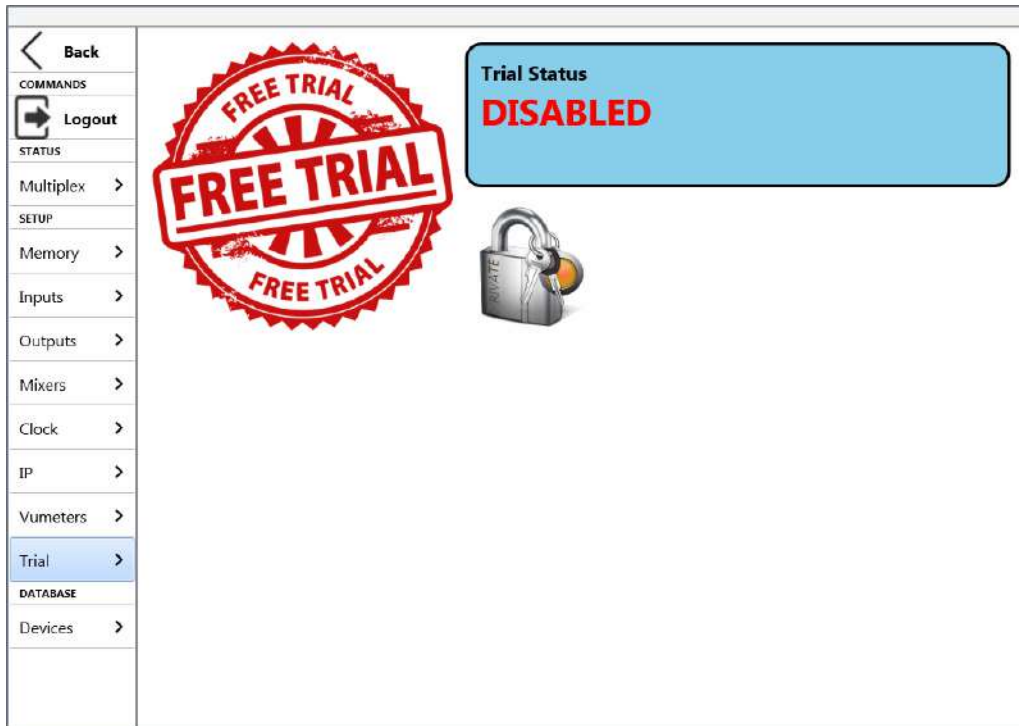 Back
COMMANDS
Logout
STATUS
Multiplex
SETUP
Memory
Inputs
Outputs
Mixers
Clock
IP
Vumeters
Trial
DATABASE
Devices
FREE TRIAL
FREE TRIAL
FREE TRIAL
Trial Status
DISABLED
RIVATE